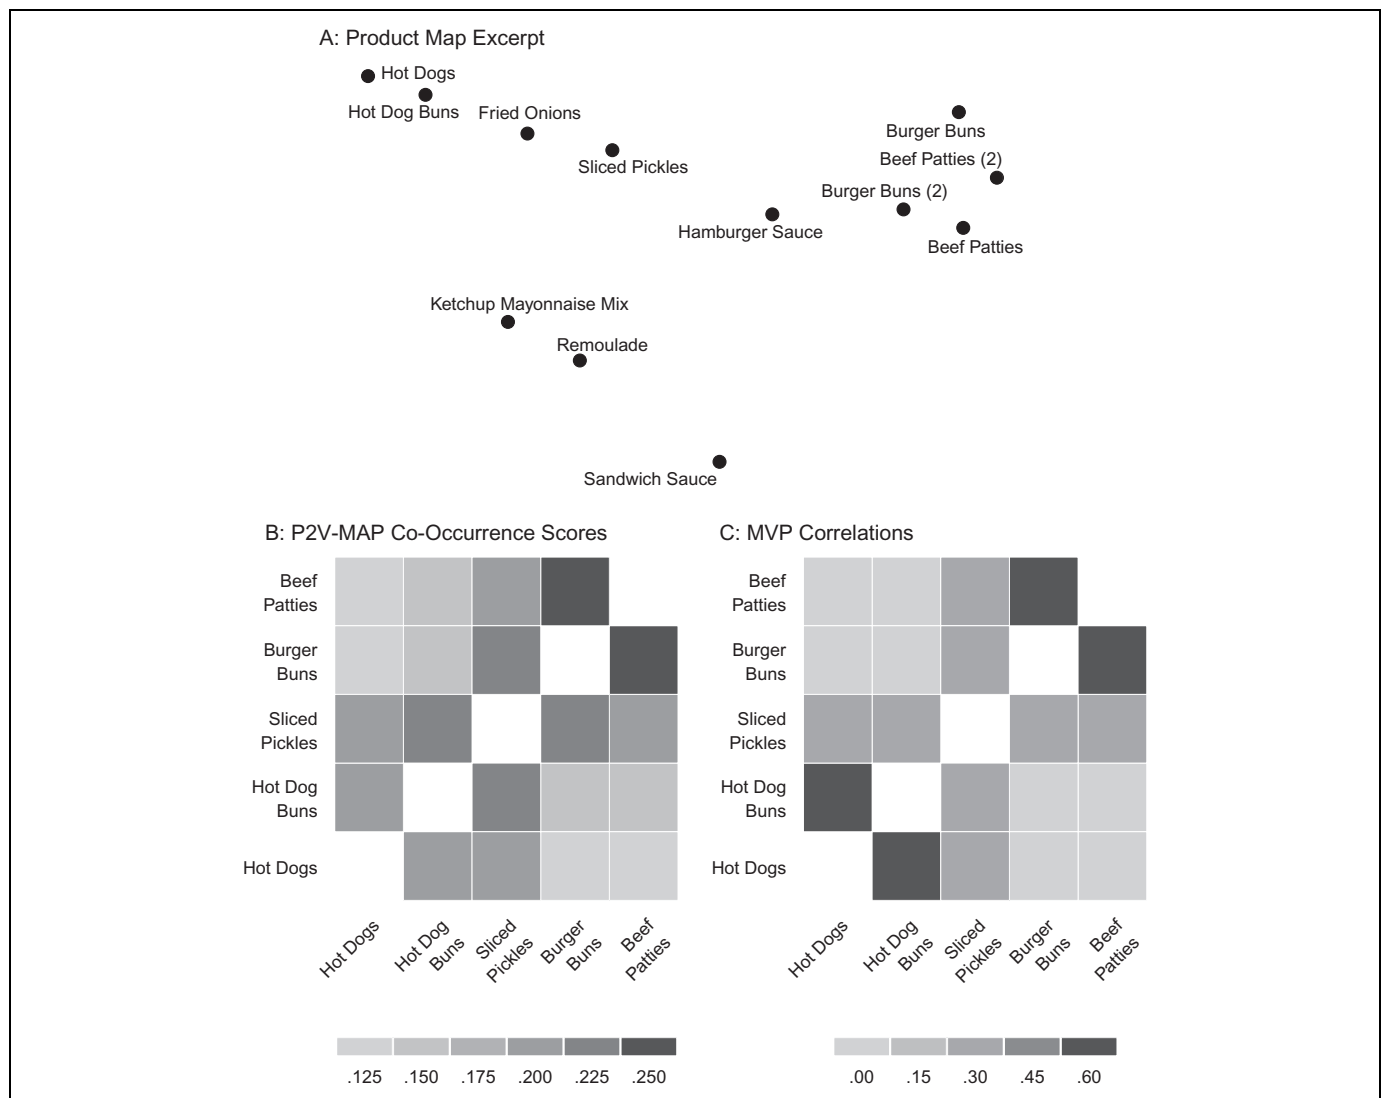 A: Product Map Excerpt
Hot Dogs
Hot Dog Buns
Fried Onions
Sliced Pickles
Burger Buns
Beef Patties (2)
Burger Buns (2)
Hamburger Sauce
Beef Patties
Ketchup Mayonnaise Mix
Remoulade
Sandwich Sauce
B: P2V-MAP Co-Occurrence Scores
Beef
Patties
Burger
Buns
Sliced
Pickles
Hot Dog
Buns
Hot Dogs
Hot Dogs
Hot Dog
Buns
Sliced
Pickles
Burger
Buns
Beef
Patties
.125 .150 .175 .200 .225 .250
C: MVP Correlations
Beef
Patties
Burger
Buns
Sliced
Pickles
Hot Dog
Buns
Hot Dogs
Hot Dogs
Hot Dog
Buns
Sliced
Pickles
Burger
Buns
Beef
Patties
.00 .15 .30 .45 .60